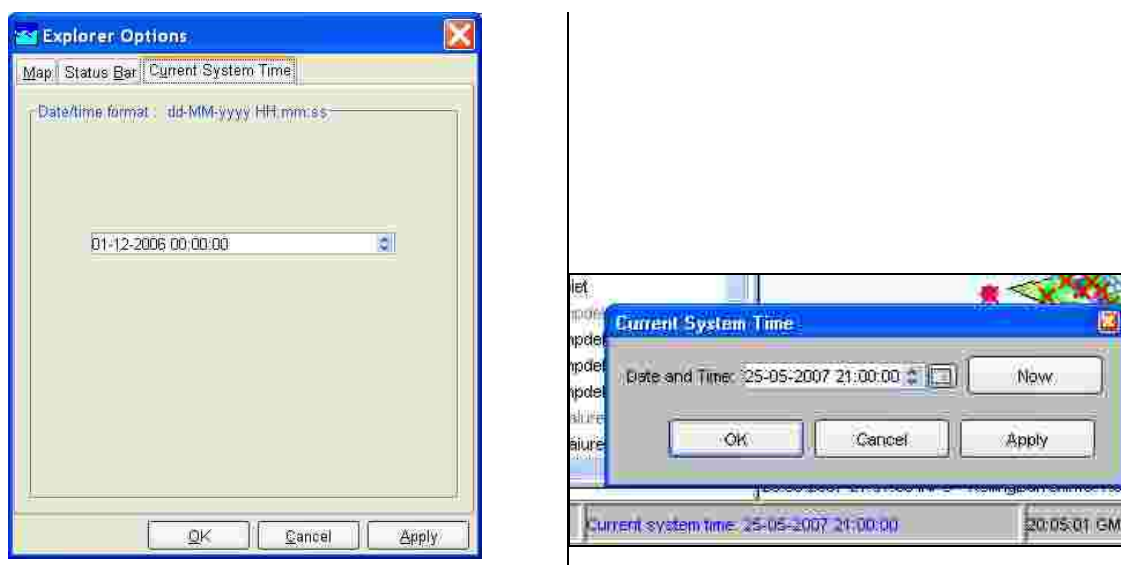 Explorer Options
Map Status Bar Current System Time
Date/time format : dd-MM-yyyy HH:mm:ss
01-12-2006 00:00:00
OK Cancel Apply
Current System Time
Date and Time: 25-05-2007 21:00:00 Now
OK Cancel Apply
Current system time: 25-05-2007 21:00:00 20:05:01 GM